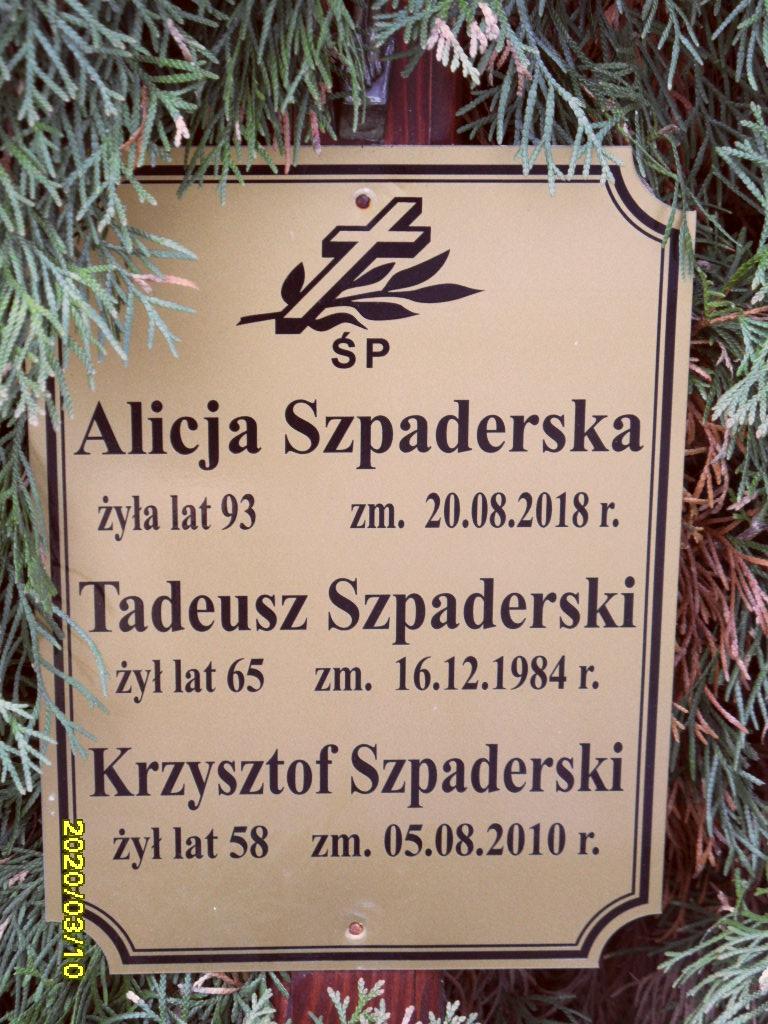 ŚP
Alicja Szpaderska
żyła lat 93 zm. 20.08.2018 r.
Tadeusz Szpaderski
żył lat 65 zm. 16.12.1984 r.
Krzysztof Szpaderski
żył lat 58 zm. 05.08.2010 r.
2020/03/10